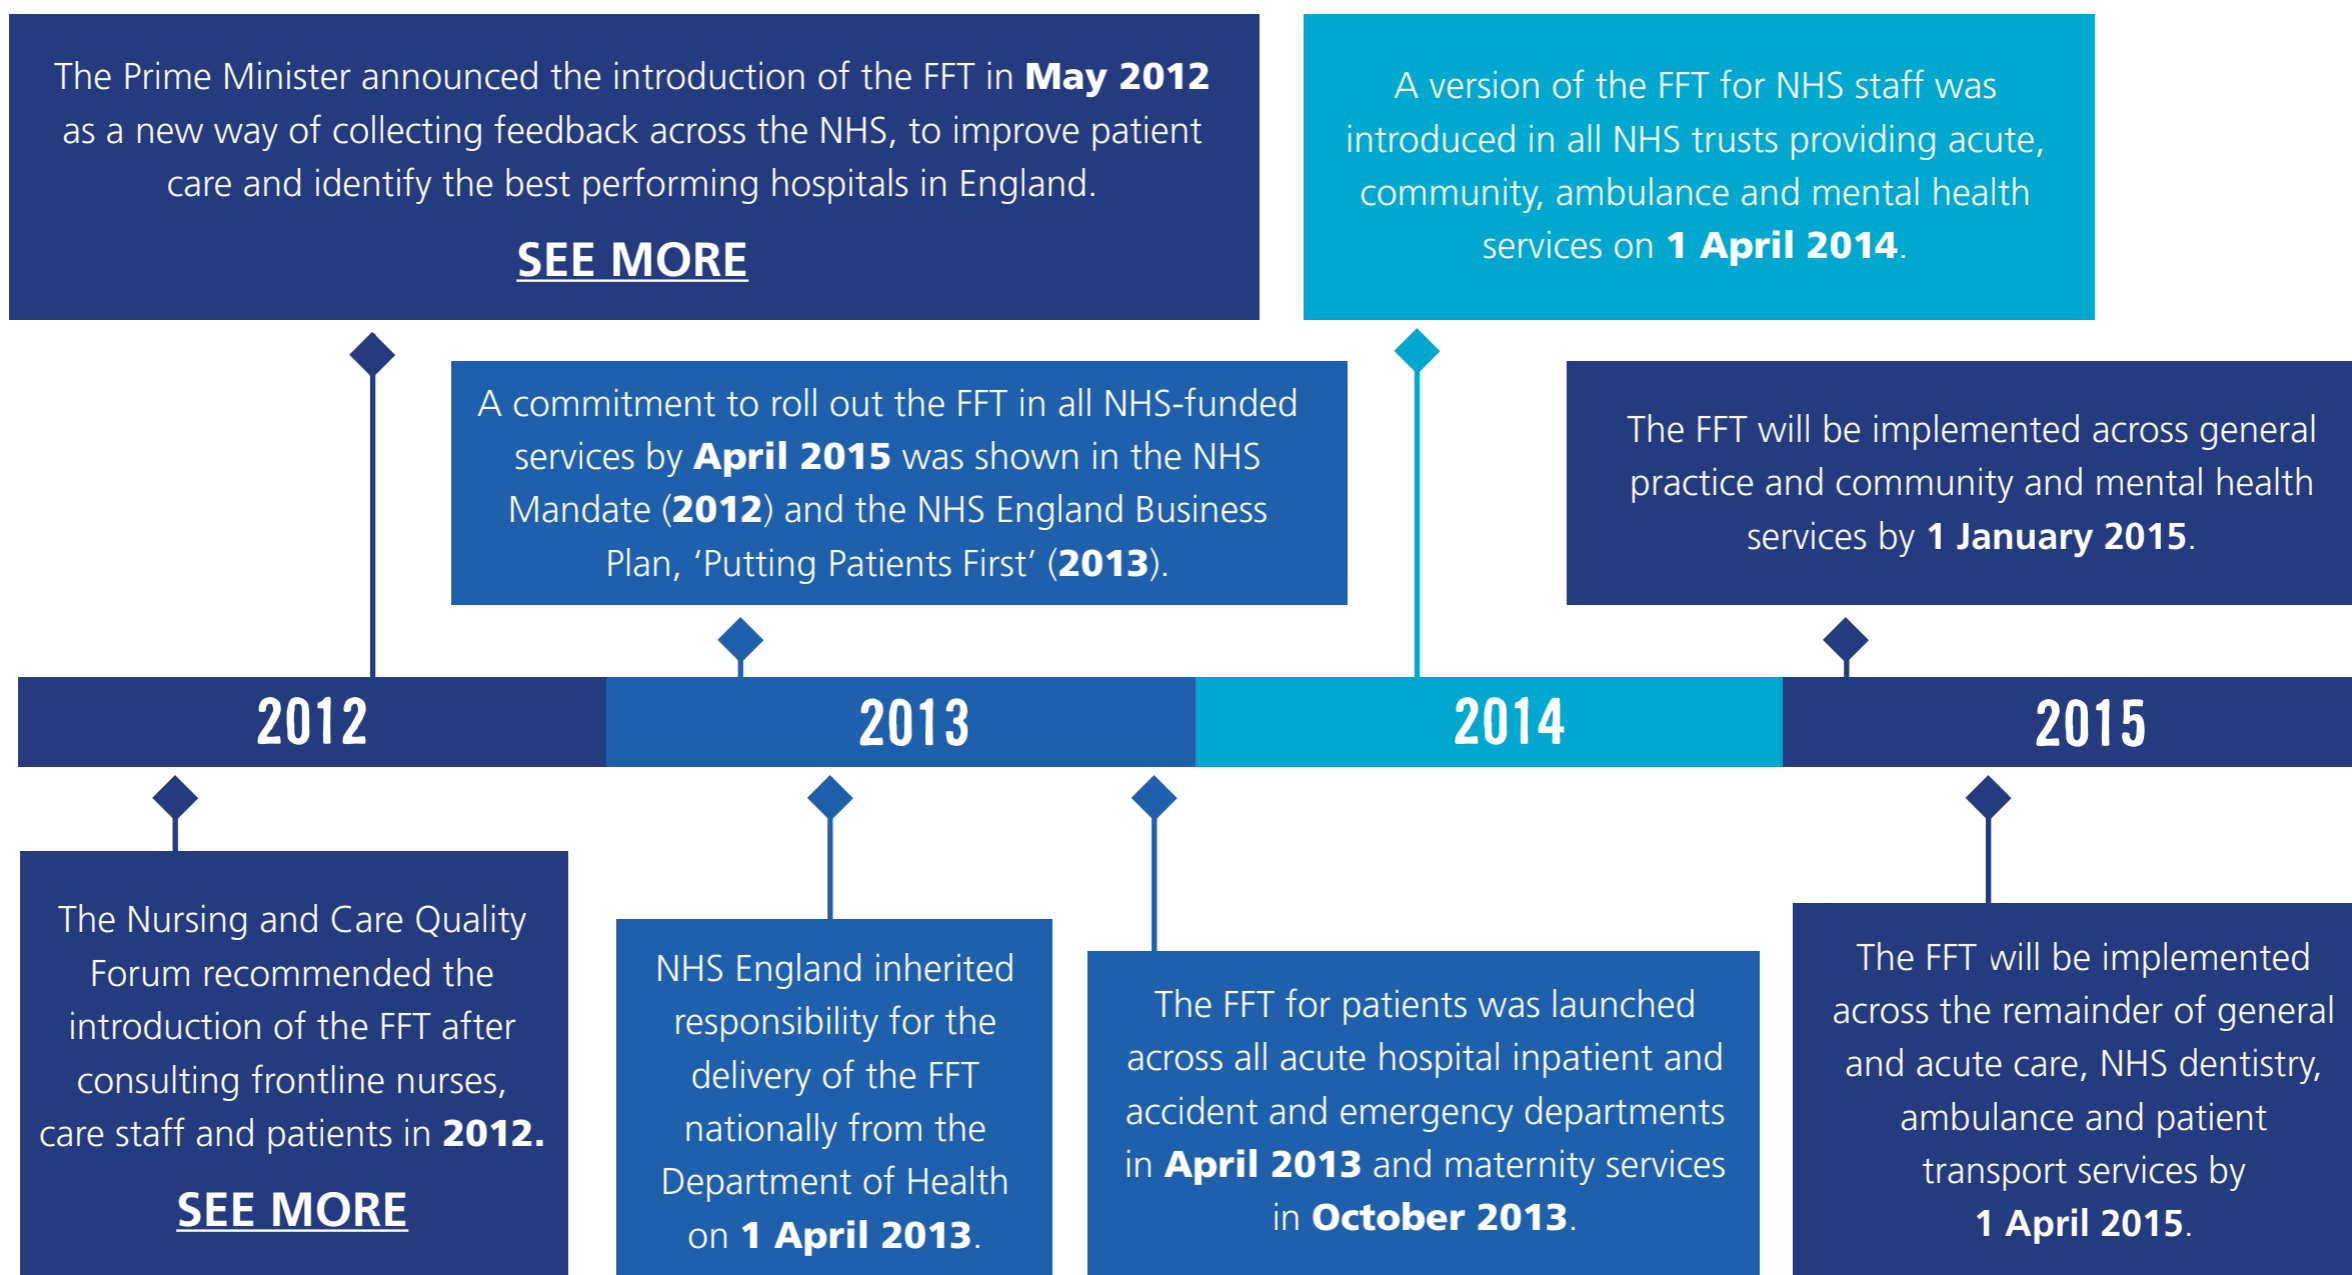 The Prime Minister announced the introduction of the FFT in May 2012
as a new way of collecting feedback across the NHS, to improve patient
care and identify the best performing hospitals in England.
SEE MORE
A version of the FFT for NHS staff was
introduced in all NHS trusts providing acute,
community, ambulance and mental health
services on 1 April 2014.
A commitment to roll out the FFT in all NHS-funded
services by April 2015 was shown in the NHS
Mandate (2012) and the NHS England Business
Plan, ‘Putting Patients First’ (2013).
The FFT will be implemented across general
practice and community and mental health
services by 1 January 2015.
2012
2013
2014
2015
The Nursing and Care Quality
Forum recommended the
introduction of the FFT after
consulting frontline nurses,
care staff and patients in 2012.
SEE MORE
NHS England inherited
responsibility for the
delivery of the FFT
nationally from the
Department of Health
on 1 April 2013.
The FFT for patients was launched
across all acute hospital inpatient and
accident and emergency departments
in April 2013 and maternity services
in October 2013.
The FFT will be implemented
across the remainder of general
and acute care, NHS dentistry,
ambulance and patient
transport services by
1 April 2015.